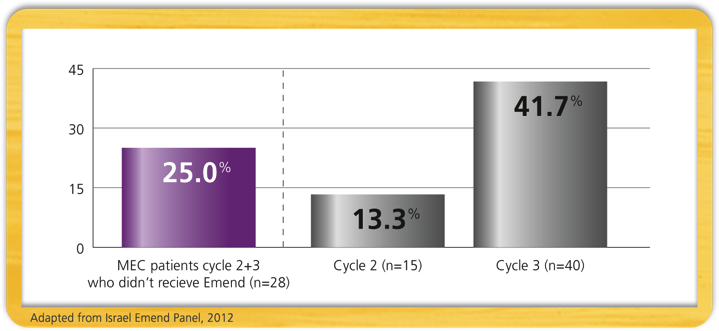 45
30
15
0
25.0%
13.3%
41.7%
MEC patients cycle 2+3
who didn't recieve Emend (n=28)
Cycle 2 (n=15)
Cycle 3 (n=40)
Adapted from Israel Emend Panel, 2012